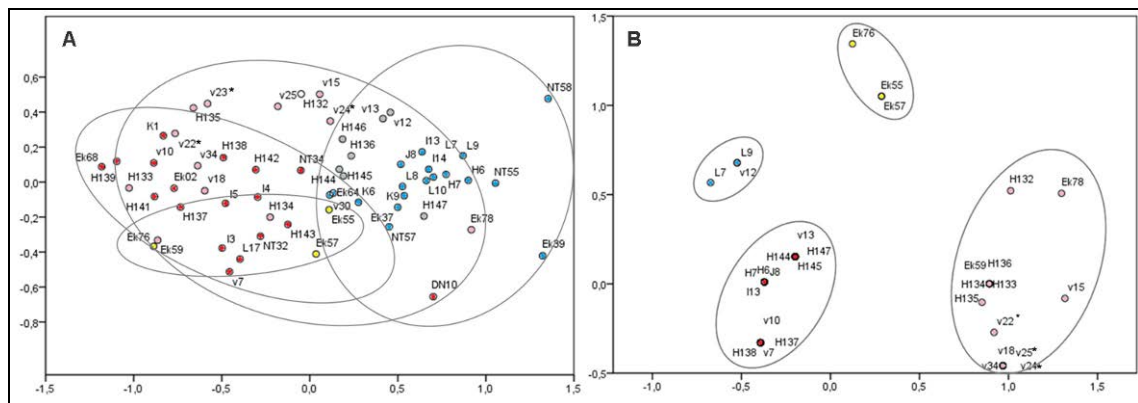 A
B
1,5
1,0
0,5
0,0
-0,5
0,6
0,4
0,2
0,0
-0,2
-0,4
-0,6
-0,8
-1,5
-1,0
-0,5
0,0
0,5
1,0
1,5
-1,0
-0,5
0,0
0,5
1,0
NT58
v23*
v25
v15
H135
H132
v24*
v13
v12
K1
H146
v22*
H136
I13
L7
L9
v10
H138
J8
I14
Ek68
v34
H142
NT34
H6
H139
H144
H145
L8
H7
NT55
Ek02
v18
Ek64
K6
K9
L10
H133
I4
v30
H141
I5
H134
Ek55
Ek37
H147
H137
H143
Ek78
NT57
Ek76
Ek59
I3
NT32
Ek57
Ek39
L17
v7
DN10
Ek76
Ek55
Ek57
L9
L7
v12
H132
Ek78
v13
H144
H147
H145
H7
H6
J8
I13
Ek59
H136
H134
H133
H135
v15
v10
v22*
H137
H138
v7
v18
v25*
v34
v24*